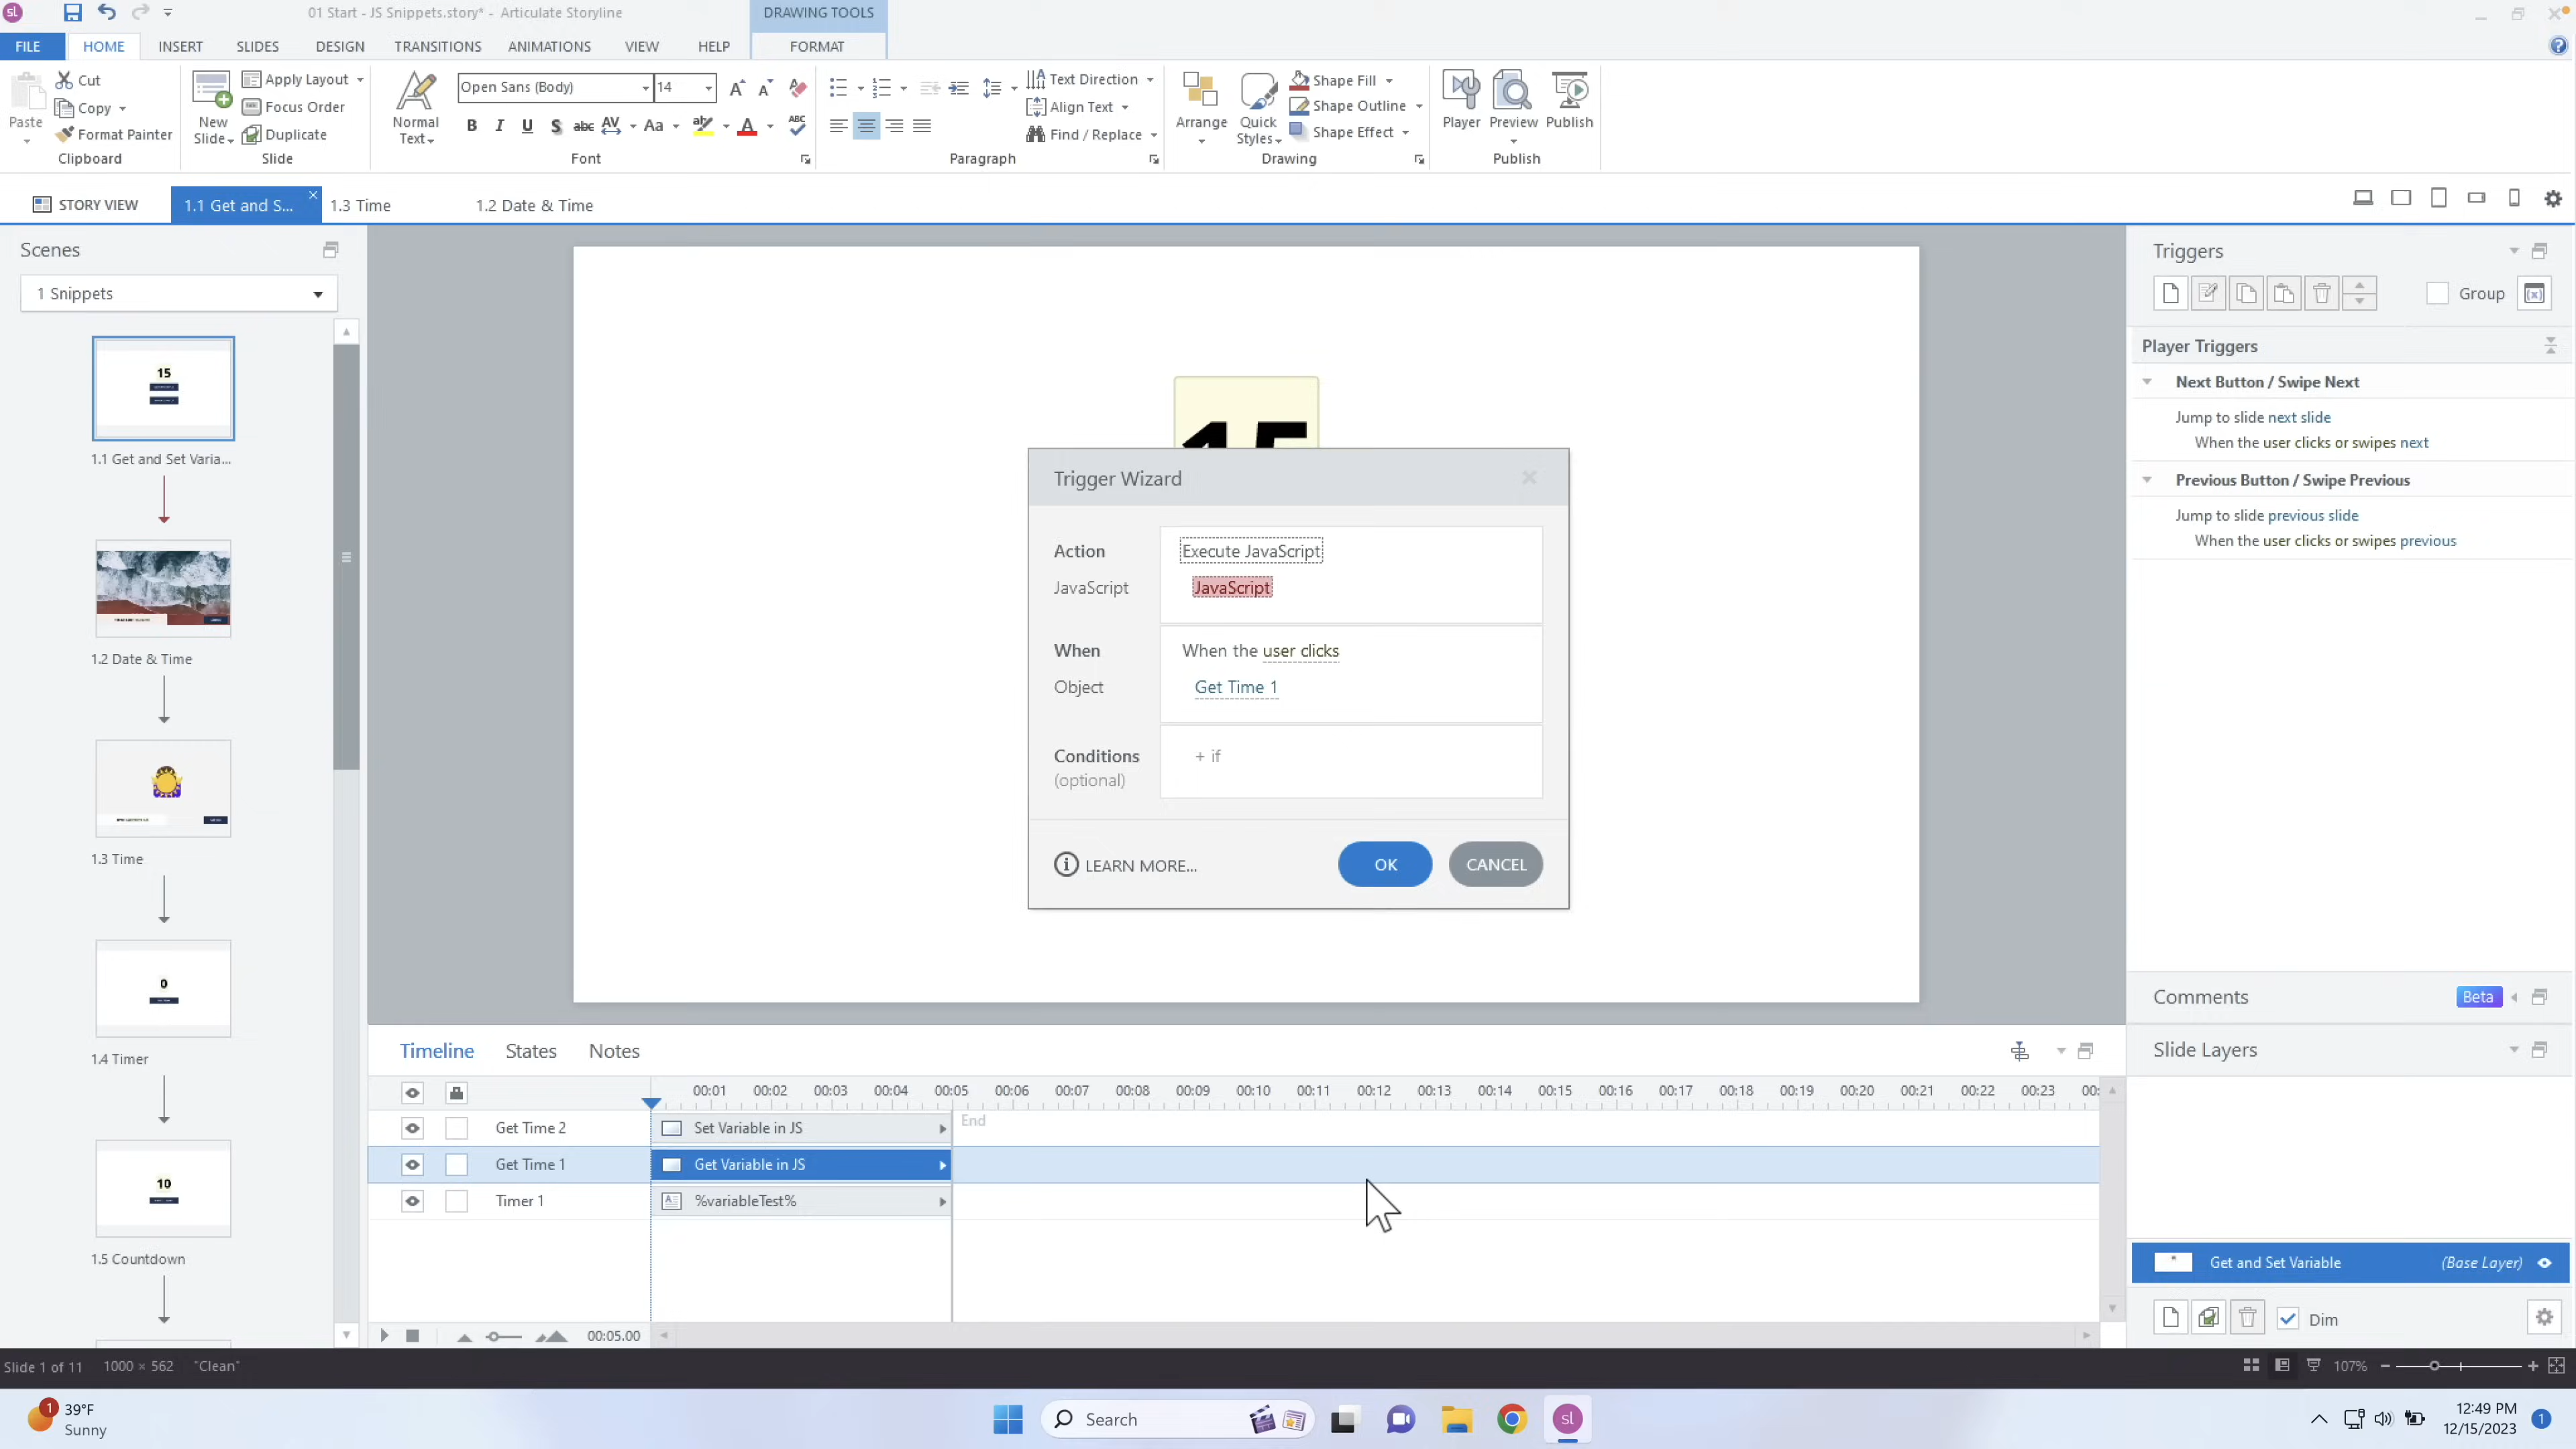 sl
01 Start - JS Snippets.story* - Articulate Storyline
DRAWING TOOLS
FILE HOME INSERT SLIDES DESIGN TRANSITIONS ANIMATIONS VIEW HELP FORMAT
Paste
Cut
Copy
Format Painter
Clipboard
New Slide
Apply Layout
Focus Order
Duplicate
Slide
Normal Text
Open Sans (Body) 14
B I U S abc AV Aa ab A ABC
Font
Text Direction
Align Text
Find / Replace
Paragraph
Arrange
Quick Styles
Shape Fill
Shape Outline
Shape Effect
Drawing
Player
Preview
Publish
Publish
STORY VIEW
1.1 Get and S...
1.3 Time
1.2 Date & Time
Scenes
1 Snippets
15
1.1 Get and Set Varia...
1.2 Date & Time
1.3 Time
0
1.4 Timer
10
1.5 Countdown
15
Trigger Wizard
Action
Execute JavaScript
JavaScript
JavaScript
When
When the user clicks
Object
Get Time 1
Conditions
(optional)
+ if
LEARN MORE...
OK
CANCEL
Triggers
Group
Player Triggers
Next Button / Swipe Next
Jump to slide next slide
When the user clicks or swipes next
Previous Button / Swipe Previous
Jump to slide previous slide
When the user clicks or swipes previous
Comments
Beta
Slide Layers
Get and Set Variable (Base Layer)
Dim
Timeline
States
Notes
00:01 00:02 00:03 00:04 00:05 00:06 00:07 00:08 00:09 00:10 00:11 00:12 00:13 00:14 00:15 00:16 00:17 00:18 00:19 00:20 00:21 00:22 00:23 00:
Get Time 2
Set Variable in JS
End
Get Time 1
Get Variable in JS
Timer 1
%variableTest%
00:05.00
Slide 1 of 11
1000 × 562
"Clean"
107%
1
39°F
Sunny
Search
sl
12:49 PM
12/15/2023
1